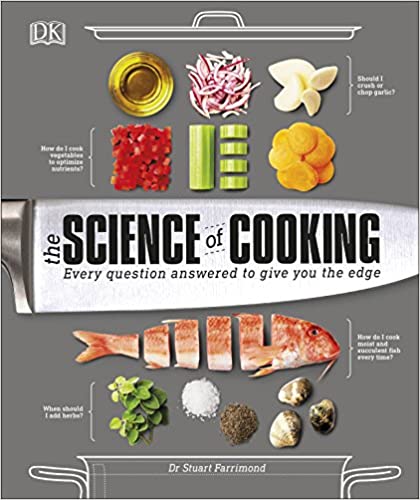 DK
Should I
crush or
chop garlic?
How do I cook
vegetables
to optimize
nutrients?
the SCIENCE of COOKING
Every question answered to give you the edge
How do I cook
moist and
succulent fish
every time?
When should
I add herbs?
Dr Stuart Farrimond